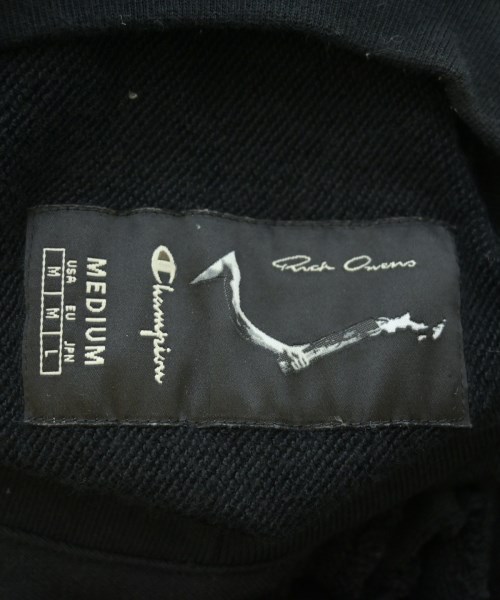 Rick Owens
Champion
MEDIUM
USA EU JPN
M M L